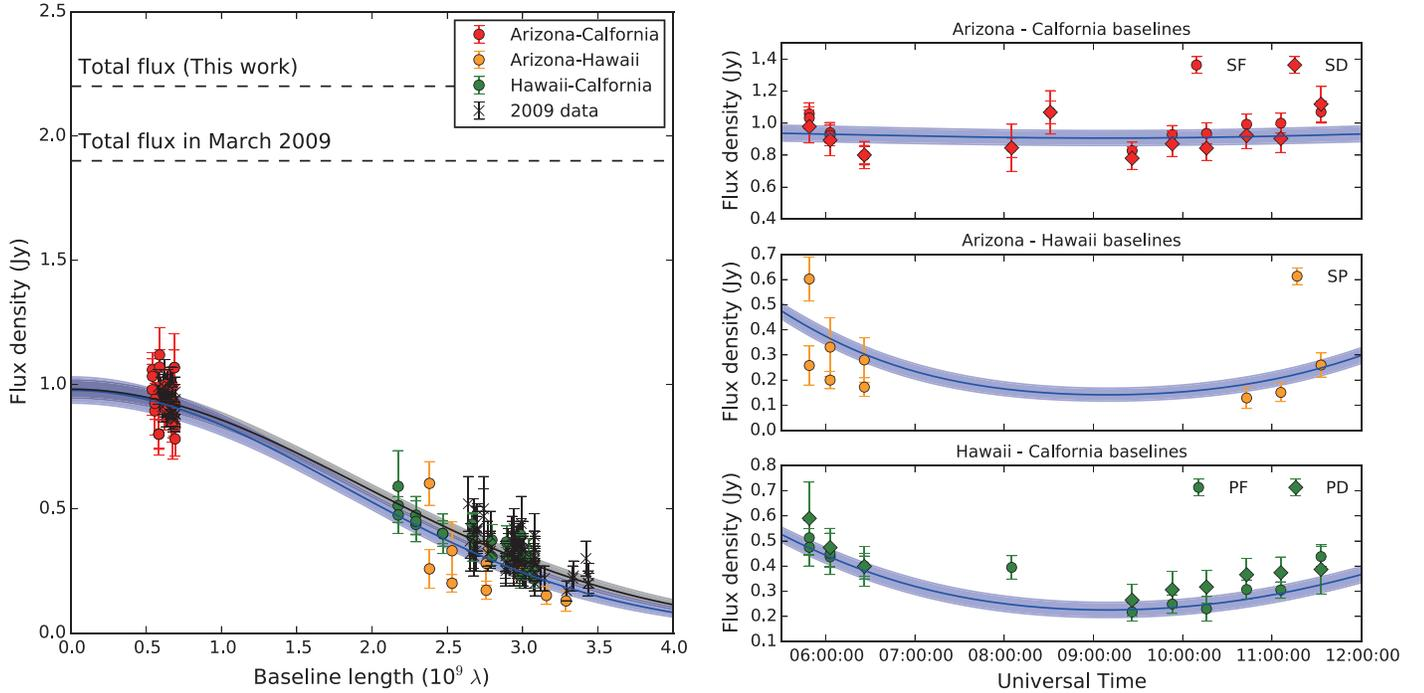 2.5
2.0
1.5
1.0
0.5
0.0
Flux density (Jy)
Total flux (This work)
Total flux in March 2009
Arizona-Calfornia
Arizona-Hawaii
Hawaii-Calfornia
2009 data
0.0 0.5 1.0 1.5 2.0 2.5 3.0 3.5 4.0
Baseline length (10⁹ λ)
Arizona - Calfornia baselines
1.4
1.2
1.0
0.8
0.6
0.4
Flux density (Jy)
SF SD
Arizona - Hawaii baselines
0.7
0.6
0.5
0.4
0.3
0.2
0.1
0.0
Flux density (Jy)
SP
Hawaii - Calfornia baselines
0.8
0.7
0.6
0.5
0.4
0.3
0.2
0.1
Flux density (Jy)
PF PD
06:00:00 07:00:00 08:00:00 09:00:00 10:00:00 11:00:00 12:00:00
Universal Time